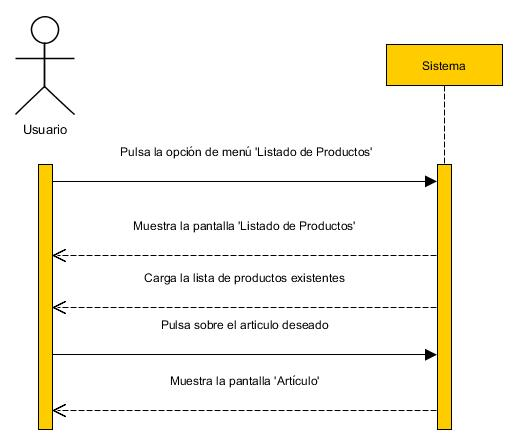 Sistema
Usuario
Pulsa la opción de menú 'Listado de Productos'
Muestra la pantalla 'Listado de Productos'
Carga la lista de productos existentes
Pulsa sobre el articulo deseado
Muestra la pantalla 'Artículo'